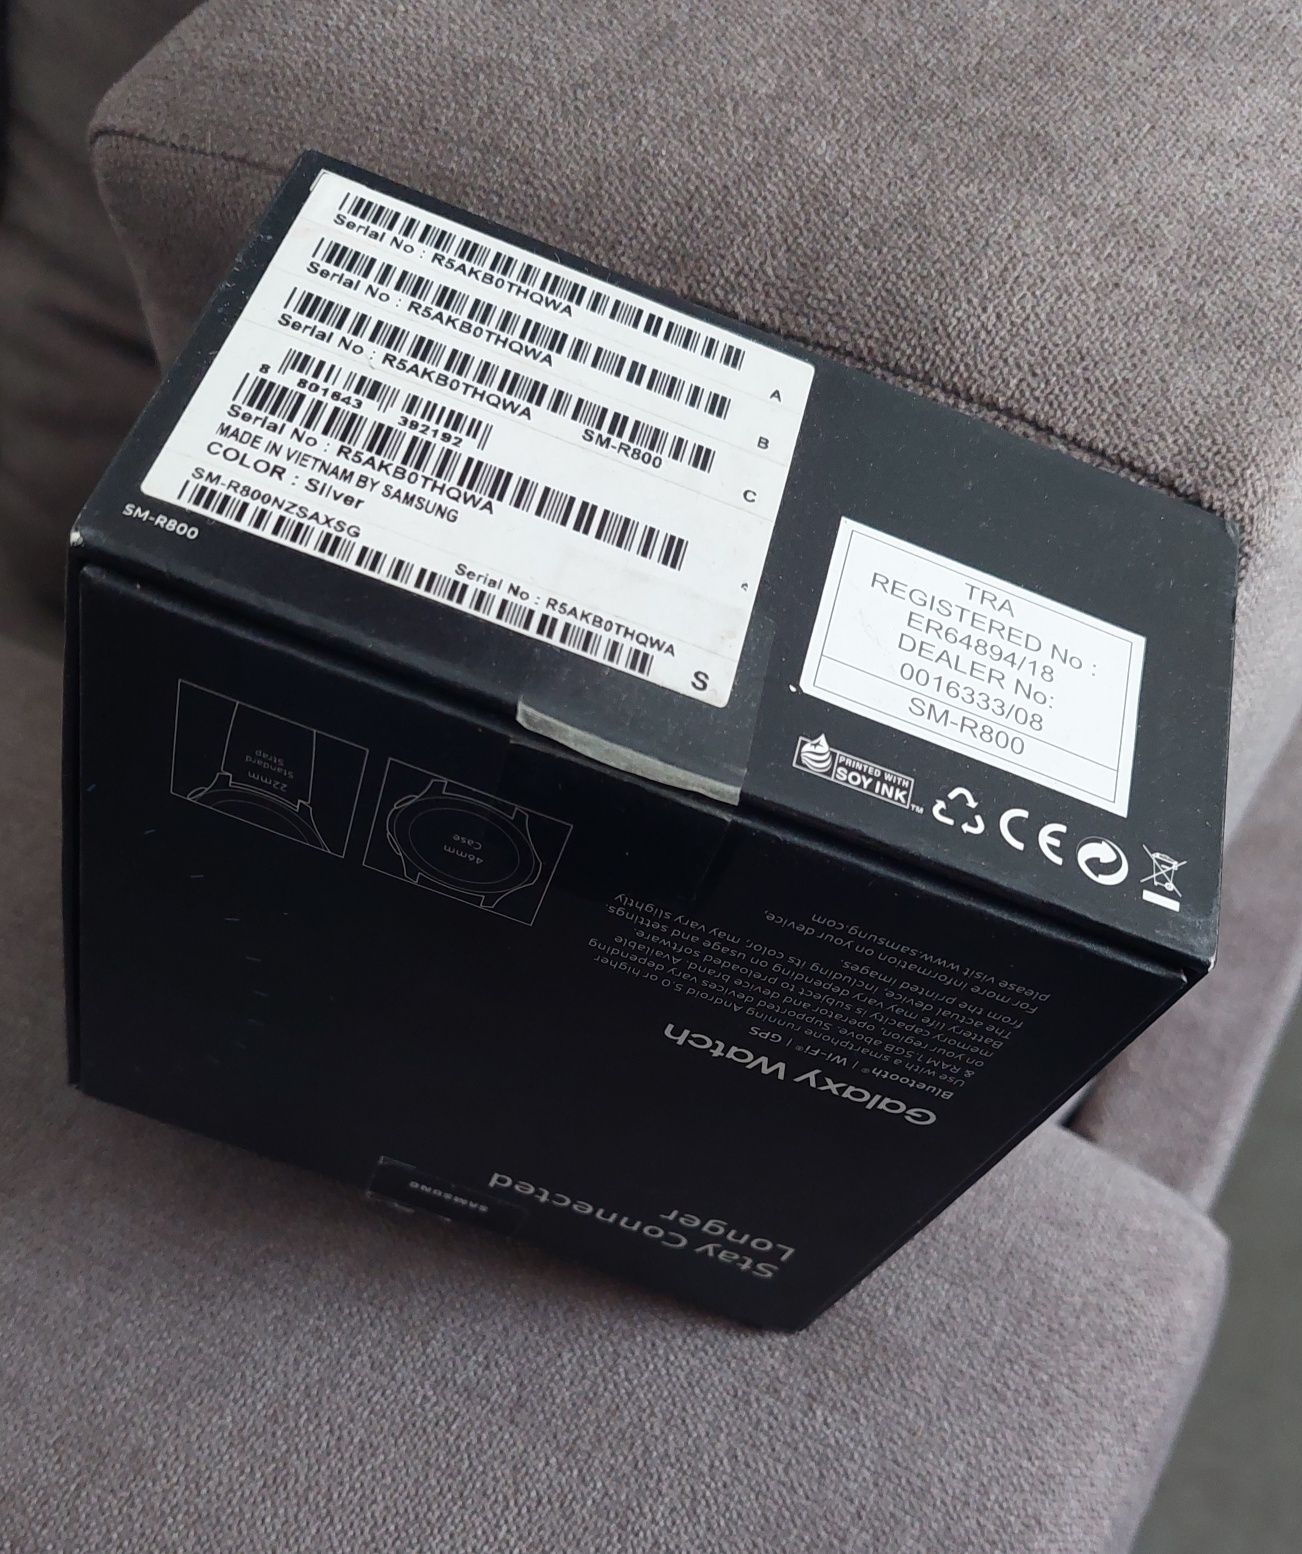 Serial No : R5AKB0THQWA
A
Serial No : R5AKB0THQWA
B
Serial No : R5AKB0THQWA
SM-R800
C
8 801643 392192
Serial No : R5AKB0THQWA
MADE IN VIETNAM BY SAMSUNG
COLOR : Silver
SM-R800NZSAXSG
Serial No : R5AKB0THQWA
S
SM-R800
TRA
REGISTERED No :
ER64894/18
DEALER No:
0016333/08
SM-R800
PRINTED WITH
SOY INK™
CE
Stay Connected
Longer
SAMSUNG
Galaxy Watch
Bluetooth® | Wi-Fi® | GPS
Use with a smartphone running Android 5.0 or higher
& RAM 1.5GB above. Supported devices may vary depending
on your region, operator and device brand. Available
memory capacity is subject to preloaded software.
Battery life may vary depending on usage and settings.
The actual device, including its color, may vary slightly
from the printed images.
For more information on your device,
please visit www.samsung.com
46mm
Case
22mm
Standard
Strap